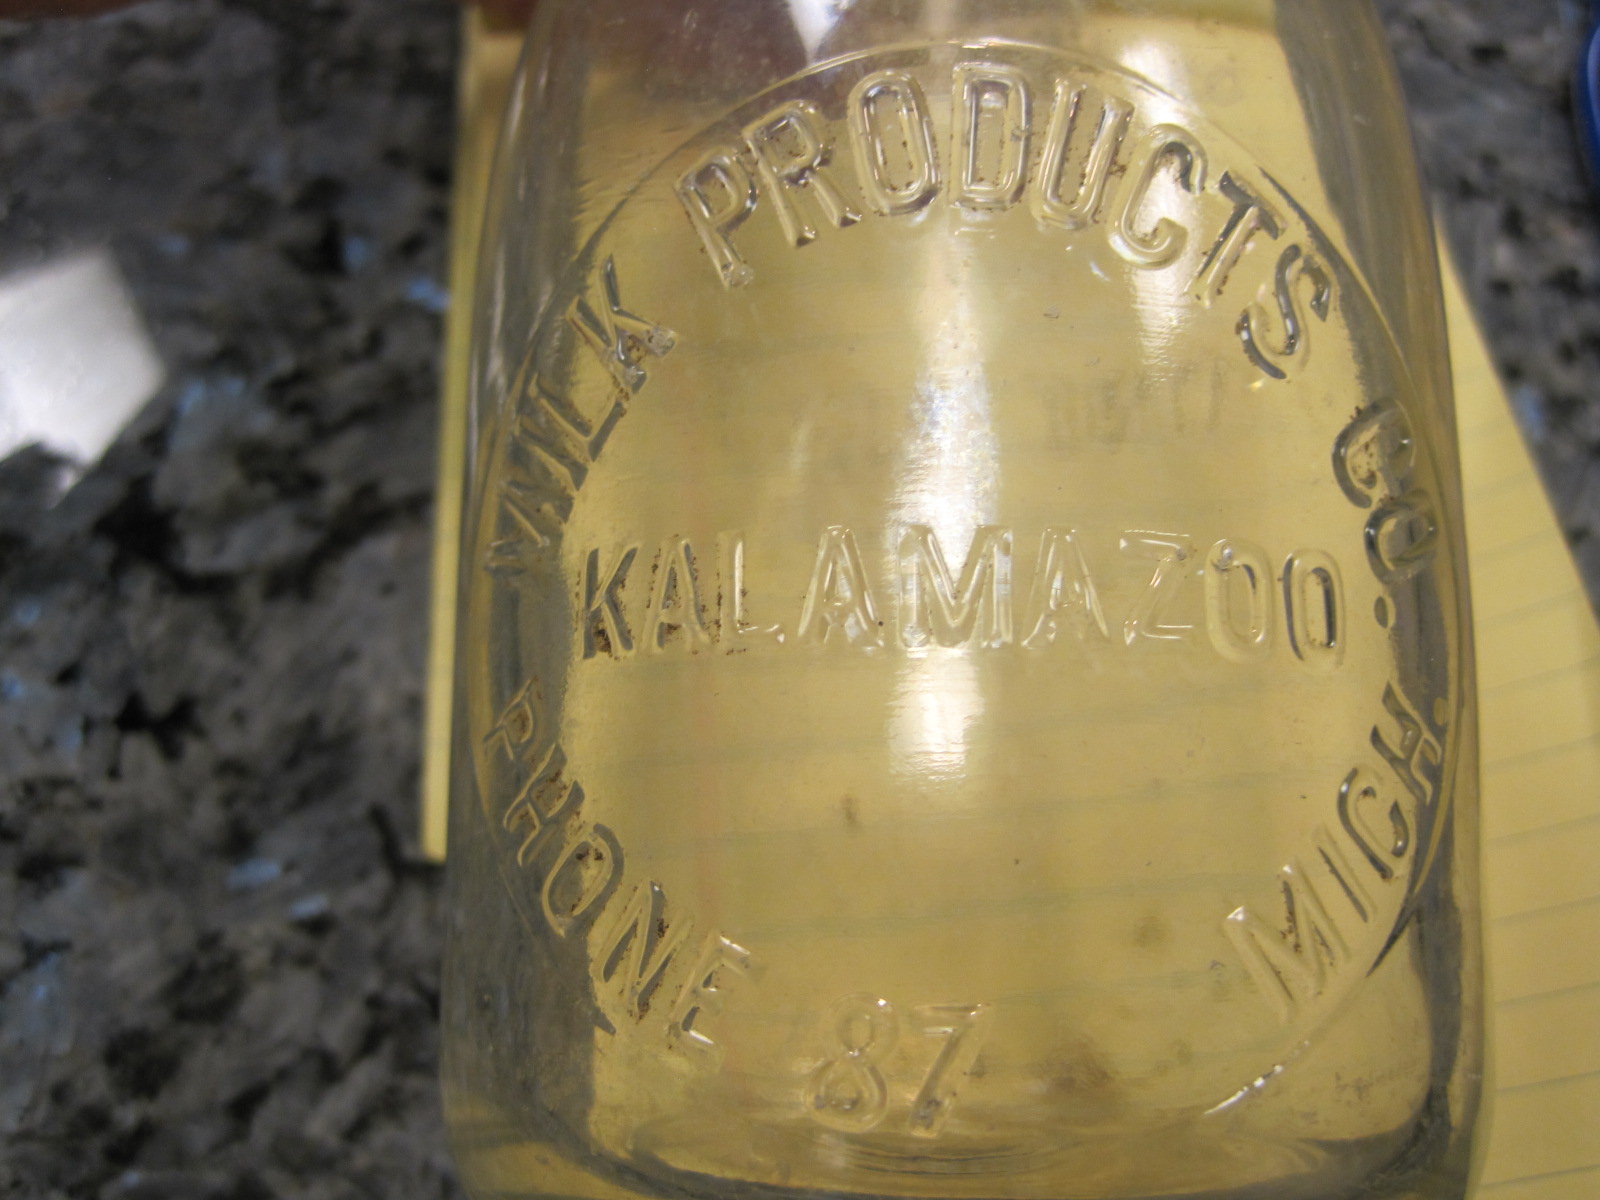 MILK PRODUCTS CO.
KALAMAZOO
PHONE 87 MICH.